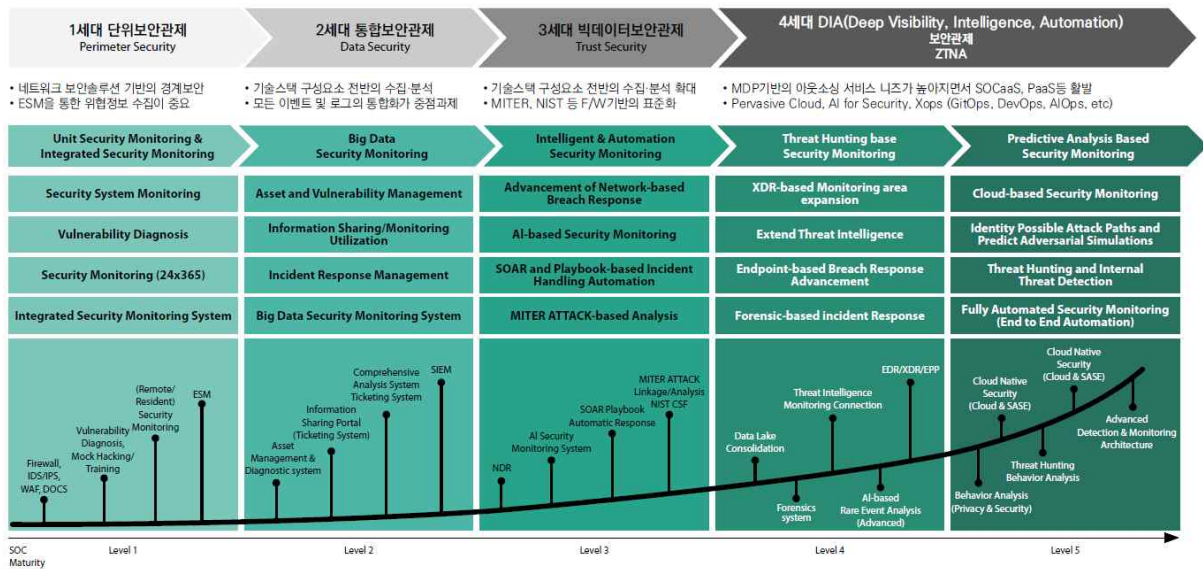 1세대 단위보안관제
Perimeter Security
2세대 통합보안관제
Data Security
3세대 빅데이터보안관제
Trust Security
4세대 DIA(Deep Visibility, Intelligence, Automation)
보안관제
ZTNA
• 네트워크 보안솔루션 기반의 경계보안
• ESM을 통한 위협정보 수집이 중요
• 기술스택 구성요소 전반의 수집·분석
• 모든 이벤트 및 로그의 통합화가 중점과제
• 기술스택 구성요소 전반의 수집·분석 확대
• MITER, NIST 등 F/W기반의 표준화
• MDP기반의 아웃소싱 서비스 니즈가 높아지면서 SOCaaS, PaaS등 활발
• Pervasive Cloud, AI for Security, Xops (GitOps, DevOps, AIOps, etc)
Unit Security Monitoring &
Integrated Security Monitoring
Big Data
Security Monitoring
Intelligent & Automation
Security Monitoring
Threat Hunting base
Security Monitoring
Predictive Analysis Based
Security Monitoring
Security System Monitoring
Asset and Vulnerability Management
Advancement of Network-based
Breach Response
XDR-based Monitoring area
expansion
Cloud-based Security Monitoring
Vulnerability Diagnosis
Information Sharing/Monitoring
Utilization
AI-based Security Monitoring
Extend Threat Intelligence
Identity Possible Attack Paths and
Predict Adversarial Simulations
Security Monitoring (24x365)
Incident Response Management
SOAR and Playbook-based Incident
Handling Automation
Endpoint-based Breach Response
Advancement
Threat Hunting and Internal
Threat Detection
Integrated Security Monitoring System
Big Data Security Monitoring System
MITER ATTACK-based Analysis
Forensic-based incident Response
Fully Automated Security Monitoring
(End to End Automation)
Firewall,
IDS/IPS,
WAF, DOCS
Vulnerability
Diagnosis,
Mock Hacking/
Training
(Remote/
Resident)
Security
Monitoring
ESM
Asset
Management &
Diagnostic system
Information
Sharing Portal
(Ticketing System)
Comprehensive
Analysis System
Ticketing System
SIEM
NDR
AI Security
Monitoring System
SOAR Playbook
Automatic Response
MITER ATTACK
Linkage/Analysis
NIST CSF
Data Lake
Consolidation
Forensics
system
Threat Intelligence
Monitoring Connection
AI-based
Rare Event Analysis
(Advanced)
EDR/XDR/EPP
Behavior Analysis
(Privacy & Security)
Cloud Native
Security
(Cloud & SASE)
Threat Hunting
Behavior Analysis
Cloud Native
Security
(Cloud & SASE)
Advanced
Detection & Monitoring
Architecture
SOC
Maturity
Level 1
Level 2
Level 3
Level 4
Level 5